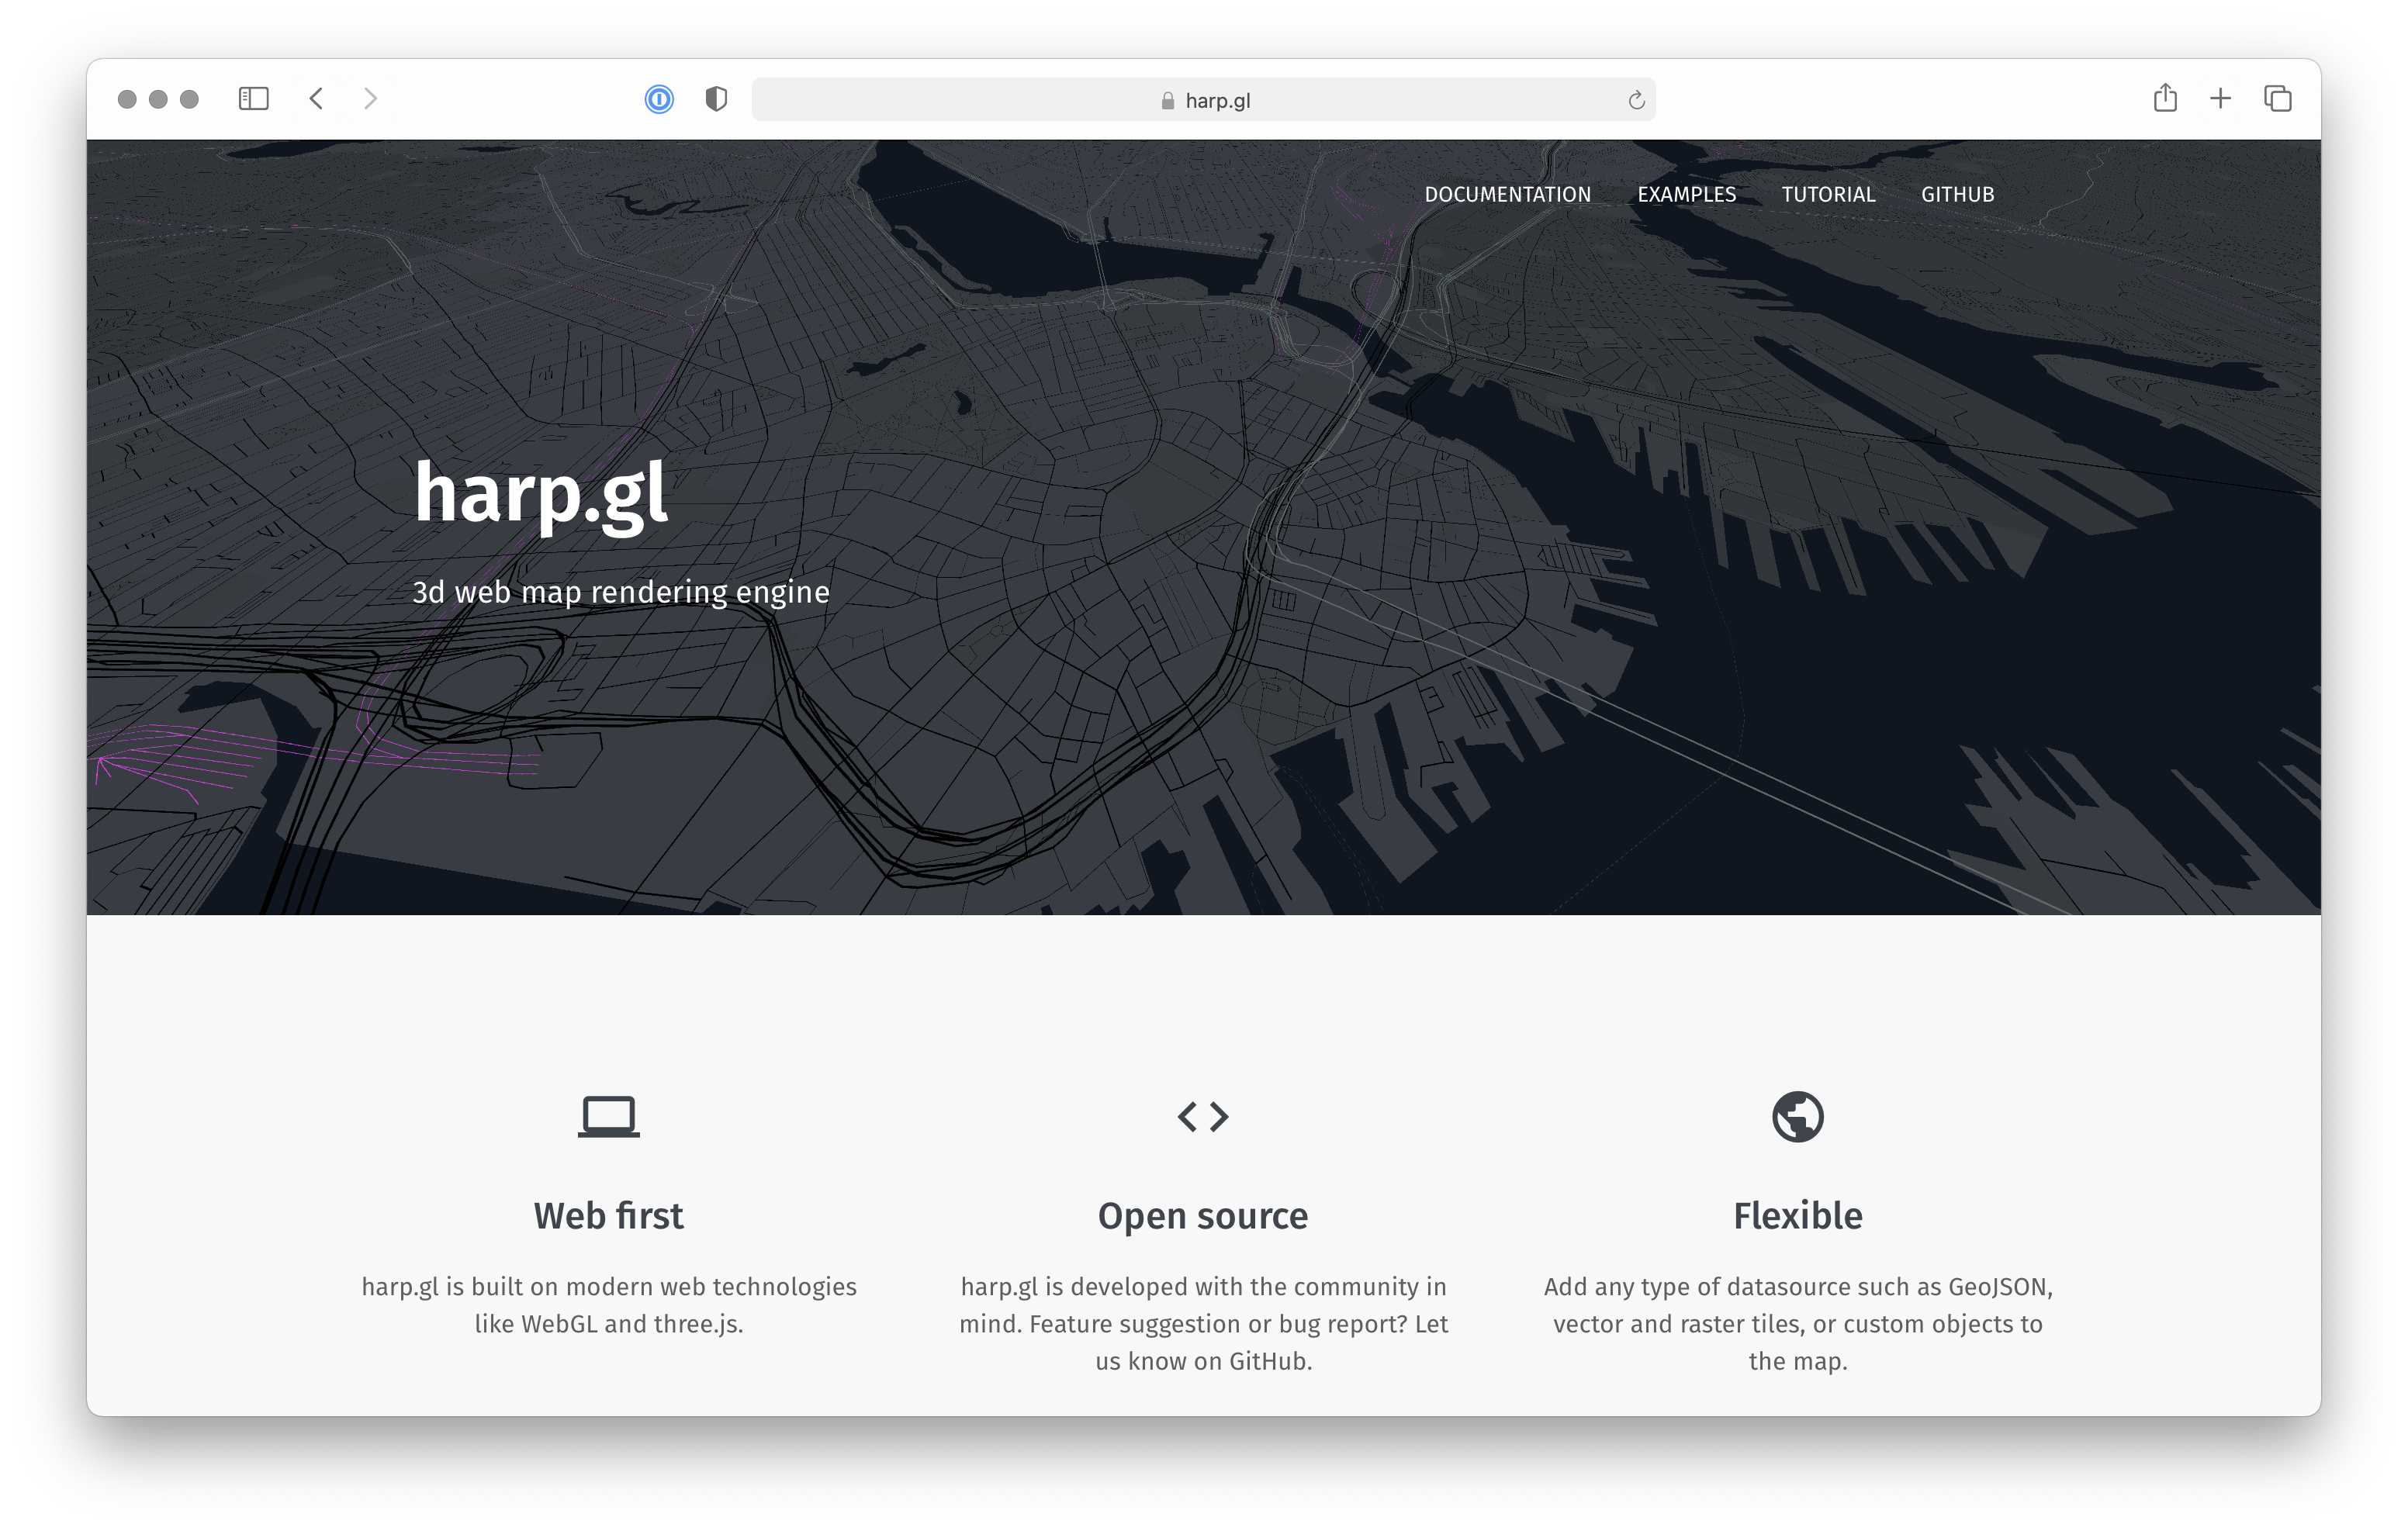 harp.gl
DOCUMENTATION EXAMPLES TUTORIAL GITHUB
harp.gl
3d web map rendering engine
Web first
harp.gl is built on modern web technologies
like WebGL and three.js.
Open source
harp.gl is developed with the community in
mind. Feature suggestion or bug report? Let
us know on GitHub.
Flexible
Add any type of datasource such as GeoJSON,
vector and raster tiles, or custom objects to
the map.